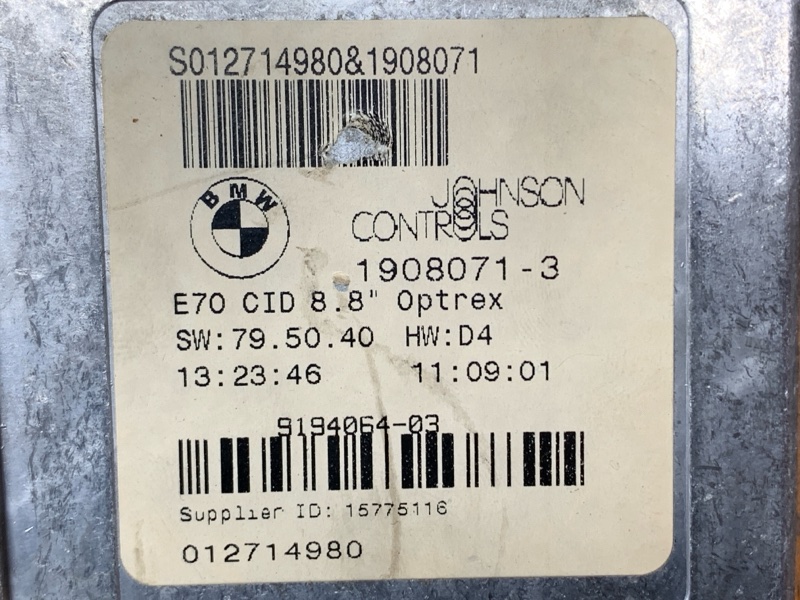 S012714980&1908071
BMW
JOHNSON
CONTROLS
1908071-3
E70 CID 8.8" Optrex
SW:79.50.40 HW:D4
13:23:46 11:09:01
9194064-03
Supplier ID: 15775116
012714980